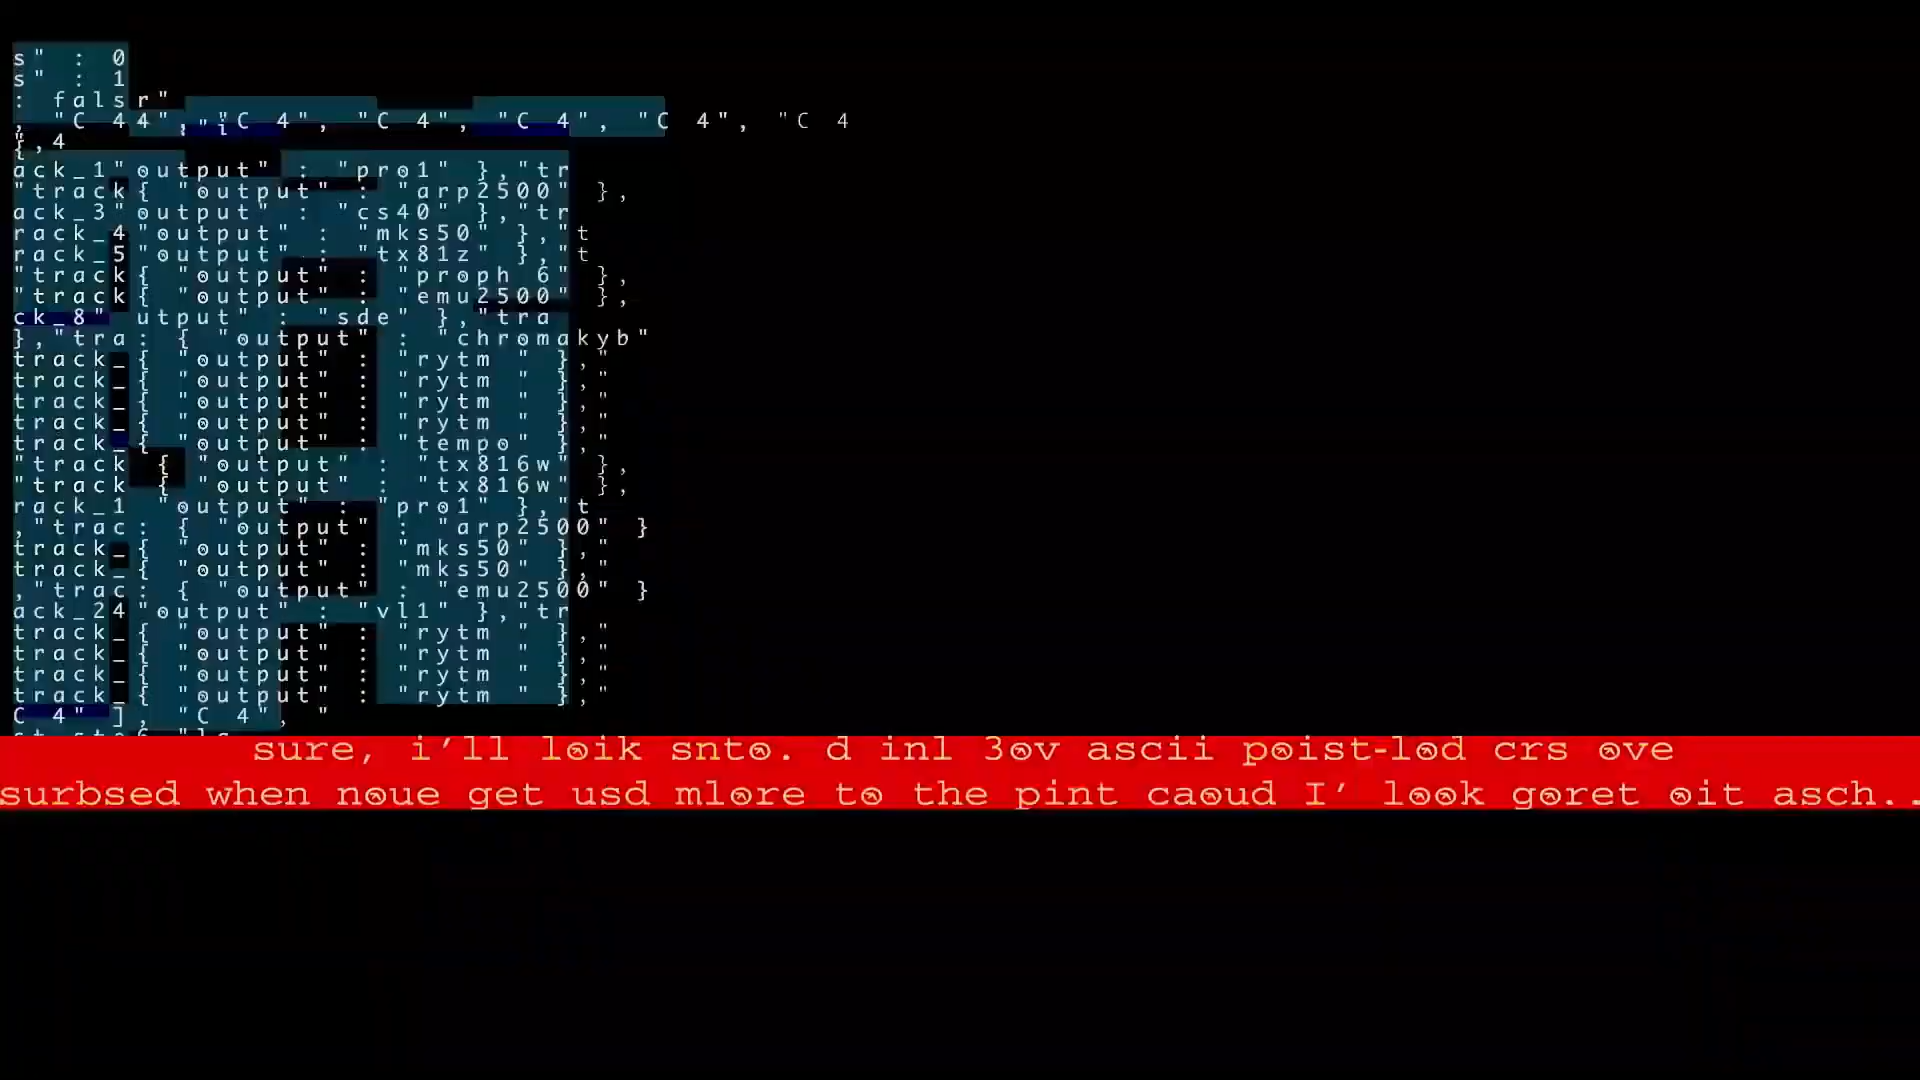 s" : 0
s" : 1
: falsr"
, "C 44", "C 4", "C 4", "C 4", "C 4", "C 4
{,4
ack_1"output" : "pro1" },"tr
"track{ "output" : "arp2500" },
ack_3"output" : "cs40" },"tr
rack_4"output" : "mks50" },"t
rack_5"output" : "tx81z" },"t
"track{ "output" : "proph 6" },
"track{ "output" : "emu2500" },
ck_8" utput" : "sde" },"tra
},"tra: { "output" : "chromakyb"
track_{ "output" : "rytm " },"
track_{ "output" : "rytm " },"
track_{ "output" : "rytm " },"
track_{ "output" : "rytm " },"
track_{ "output" : "tempo" },"
"track { "output" : "tx816w" },
"track { "output" : "tx816w" },
rack_1 "output" : "pro1" },"t
,"trac: { "output" : "arp2500" }
track_{ "output" : "mks50" },"
track_{ "output" : "mks50" },"
,"trac: { "output" : "emu2500" }
ack_24"output" : "vl1" },"tr
track_{ "output" : "rytm " },"
track_{ "output" : "rytm " },"
track_{ "output" : "rytm " },"
track_{ "output" : "rytm " },"
C 4" ], "C 4", "
sure, i'll loik snto. d inl 3ov ascii poist-lod crs ove
surbsed when noue get usd mlore to the pint caoud I' look goret oit asch..